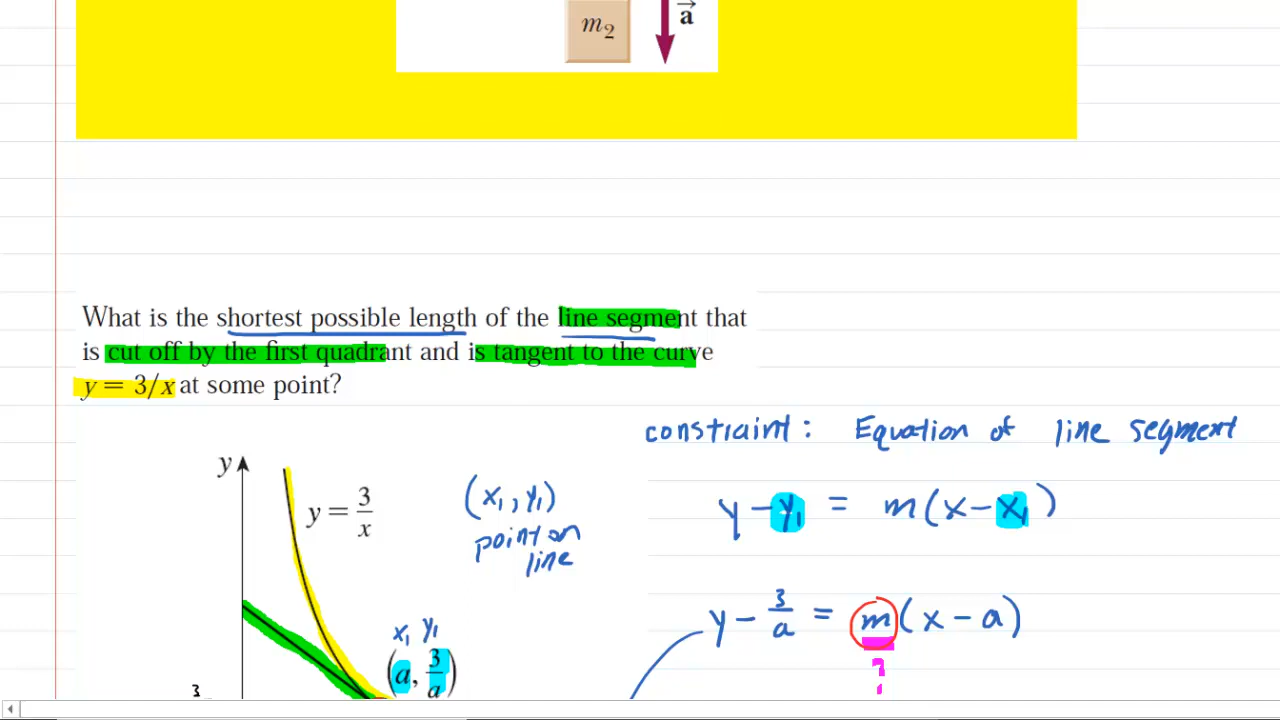 m₂
a⃗
What is the shortest possible length of the line segment that
is cut off by the first quadrant and is tangent to the curve
y = 3/x at some point?
constraint: Equation of line segment
y
y = 3/x
(x₁, y₁)
point on
line
y − y₁ = m(x − x₁)
y − 3/a = m(x − a)
?
x₁ y₁
(a, 3/a)
3